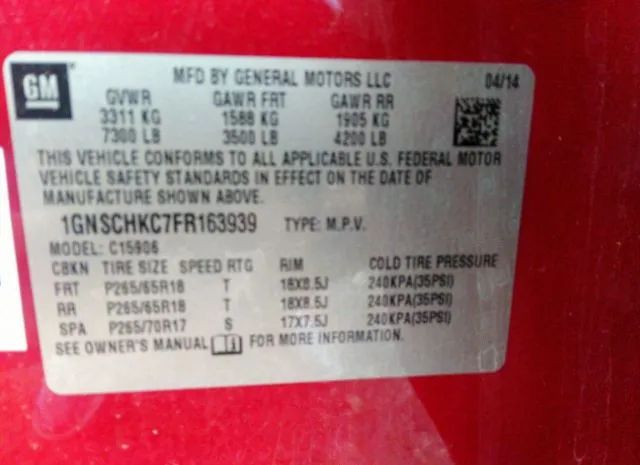 GM
MFD BY GENERAL MOTORS LLC 04/14
GVWR GAWR FRT GAWR RR
3311 KG 1588 KG 1905 KG
7300 LB 3500 LB 4200 LB
THIS VEHICLE CONFORMS TO ALL APPLICABLE U.S. FEDERAL MOTOR
VEHICLE SAFETY STANDARDS IN EFFECT ON THE DATE OF
MANUFACTURE SHOWN ABOVE.
1GNSCHKC7FR163939 TYPE: M.P.V.
MODEL: C15906
CBKN TIRE SIZE SPEED RTG RIM COLD TIRE PRESSURE
FRT P265/65R18 T 18X8.5J 240KPA(35PSI)
RR P265/65R18 T 18X8.5J 240KPA(35PSI)
SPA P265/70R17 S 17X7.5J 240KPA(35PSI)
SEE OWNER'S MANUAL FOR MORE INFORMATION.